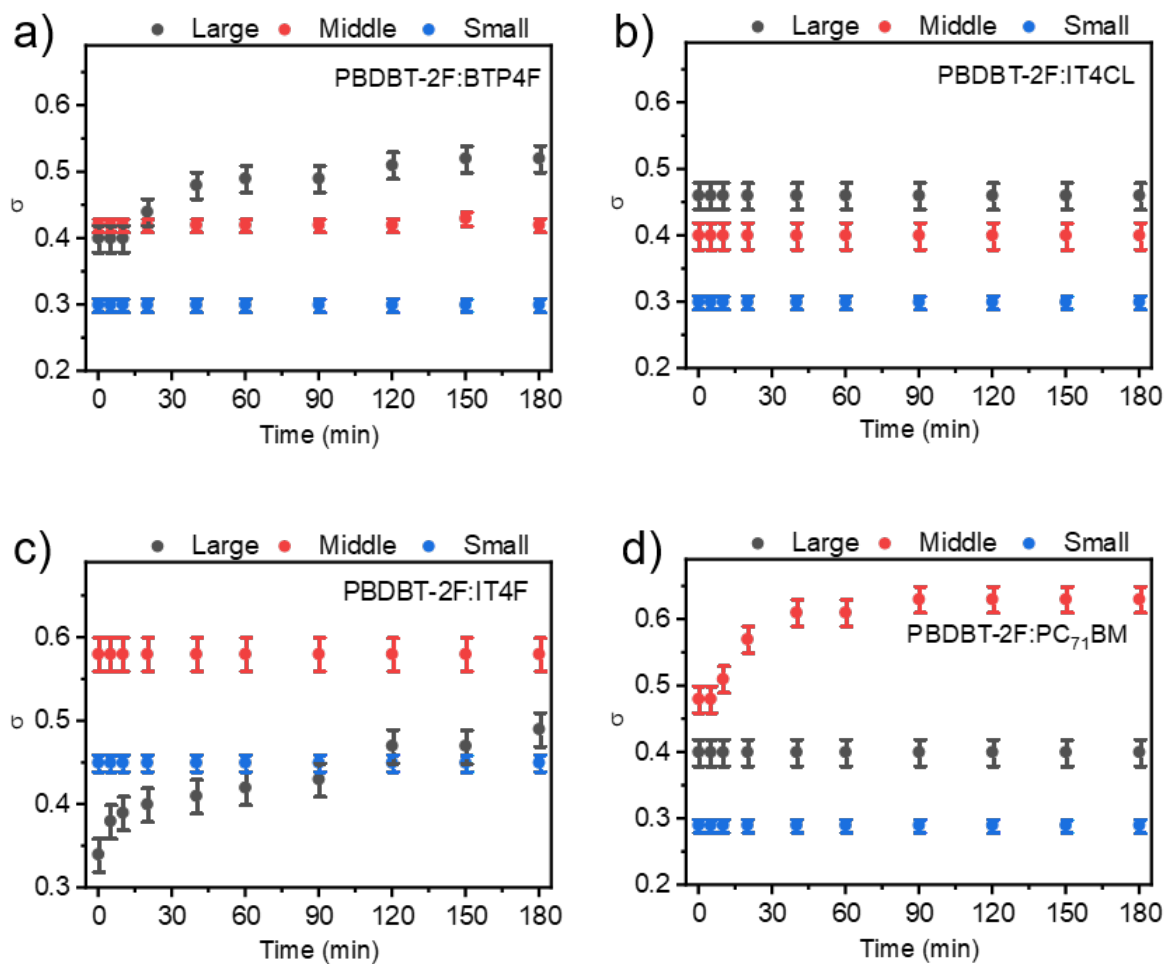 a)
Large Middle Small
PBDBT-2F:BTP4F
0.6
0.5
0.4
0.3
0.2
σ
0 30 60 90 120 150 180
Time (min)
b)
Large Middle Small
PBDBT-2F:IT4CL
0.6
0.4
0.2
σ
0 30 60 90 120 150 180
Time (min)
c)
Large Middle Small
PBDBT-2F:IT4F
0.6
0.5
0.4
0.3
σ
0 30 60 90 120 150 180
Time (min)
d)
Large Middle Small
PBDBT-2F:PC₇₁BM
0.6
0.5
0.4
0.3
0.2
σ
0 30 60 90 120 150 180
Time (min)